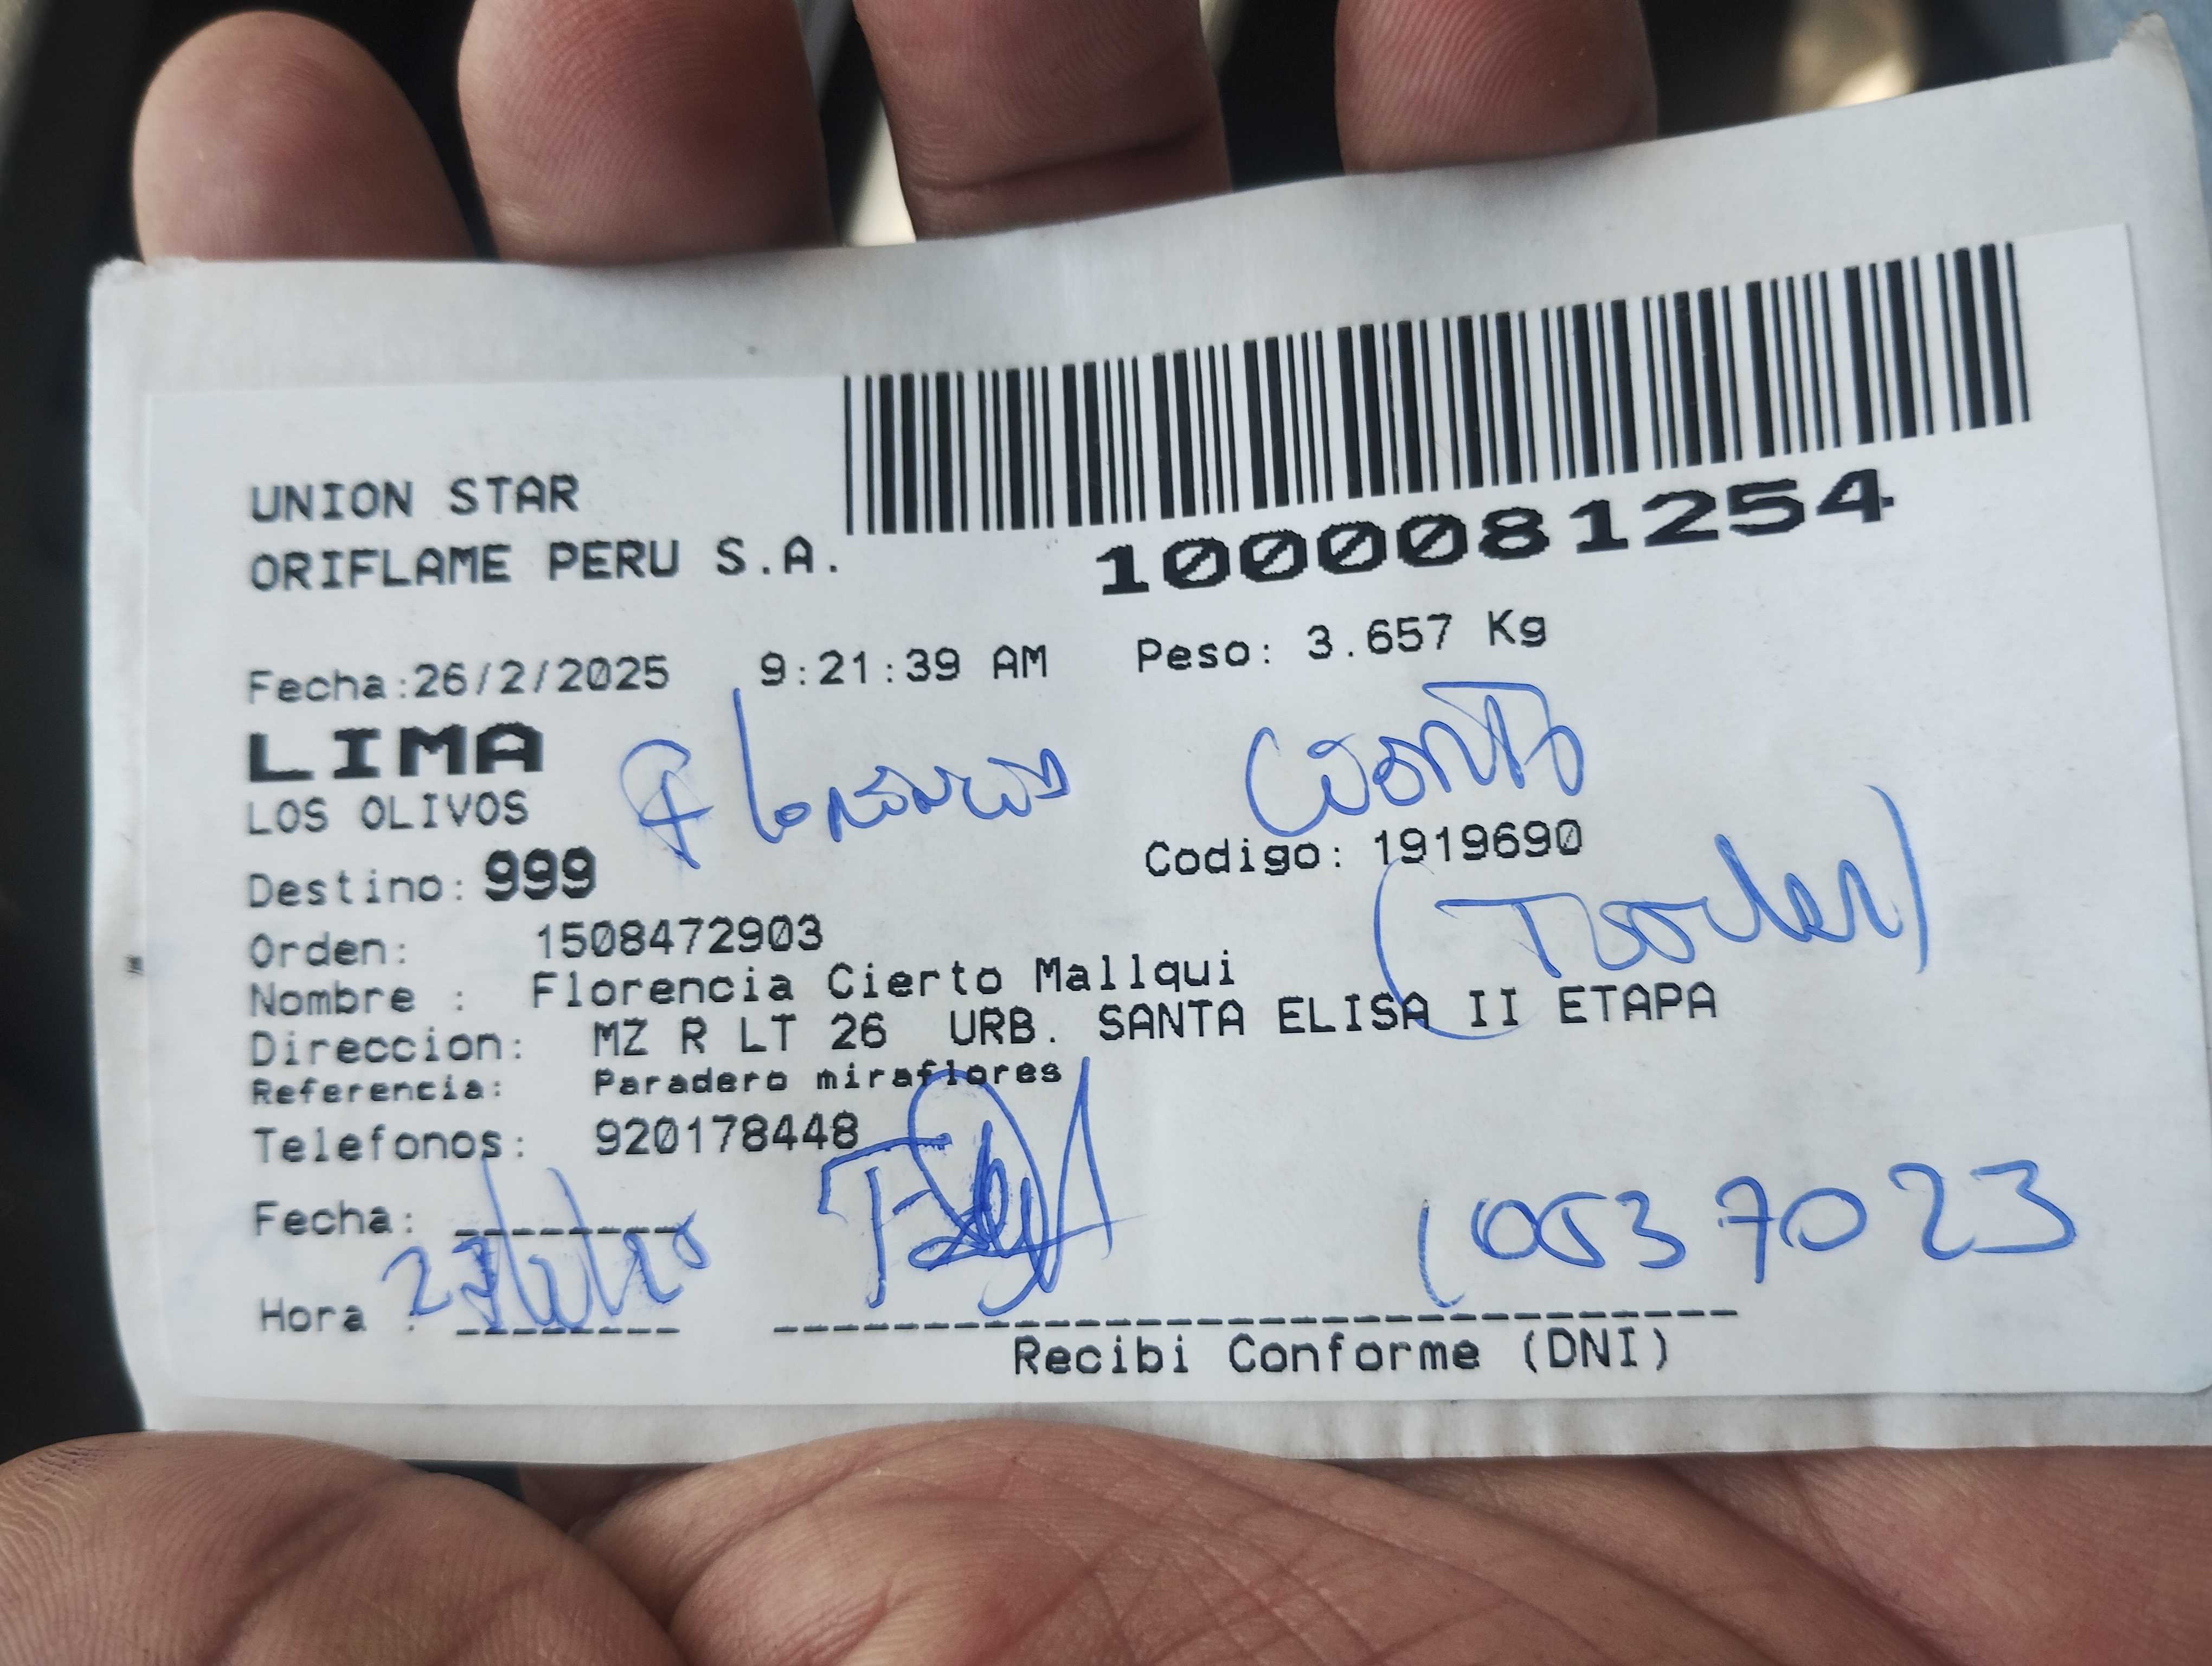 UNION STAR
ORIFLAME PERU S.A.
1000081254
Fecha:26/2/2025 9:21:39 AM Peso: 3.657 Kg
LIMA
Florencia Cierto
LOS OLIVOS
Destino: 999 Codigo: 1919690
Orden: 1508472903
Nombre : Florencia Cierto Mallqui
Direccion: MZ R LT 26 URB. SANTA ELISA II ETAPA
Referencia: Paradero miraflores
Telefonos: 920178448
Fecha:
10537023
Hora :
Recibi Conforme (DNI)